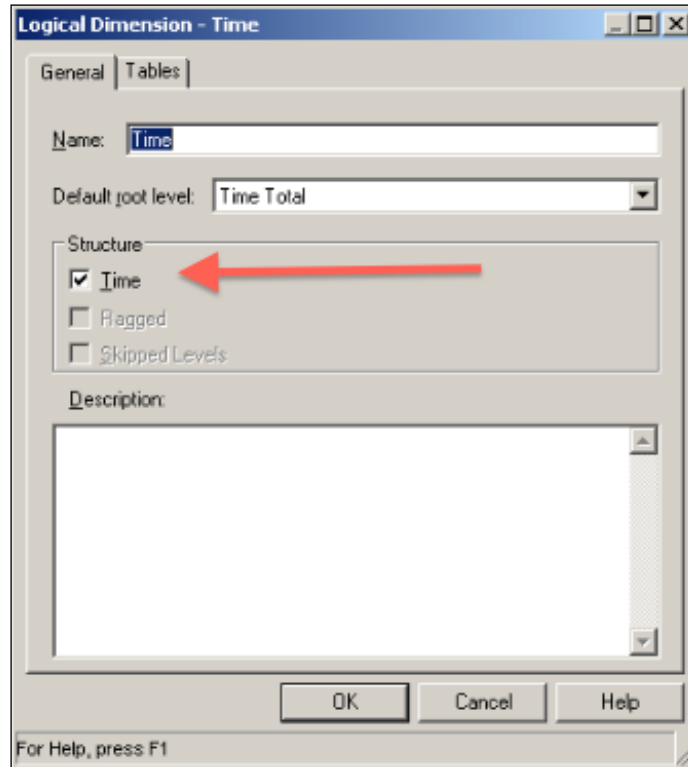 Logical Dimension - Time
General Tables
Name: Time
Default root level: Time Total
Structure
Time
Ragged
Skipped Levels
Description:
OK Cancel Help
For Help, press F1